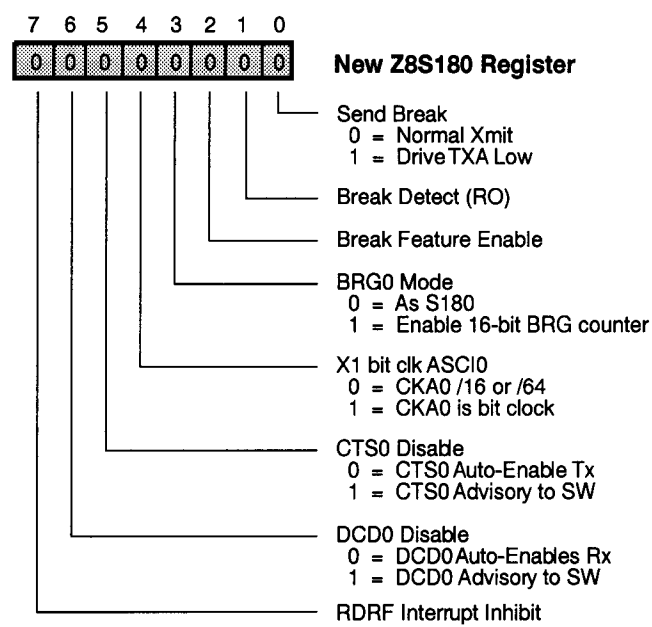 7 6 5 4 3 2 1 0
0 0 0 0 0 0 0 0
New Z8S180 Register
Send Break
0 = Normal Xmit
1 = Drive TXA Low
Break Detect (RO)
Break Feature Enable
BRG0 Mode
0 = As S180
1 = Enable 16-bit BRG counter
X1 bit clk ASCI0
0 = CKA0 /16 or /64
1 = CKA0 is bit clock
CTS0 Disable
0 = CTS0 Auto-Enable Tx
1 = CTS0 Advisory to SW
DCD0 Disable
0 = DCD0 Auto-Enables Rx
1 = DCD0 Advisory to SW
RDRF Interrupt Inhibit